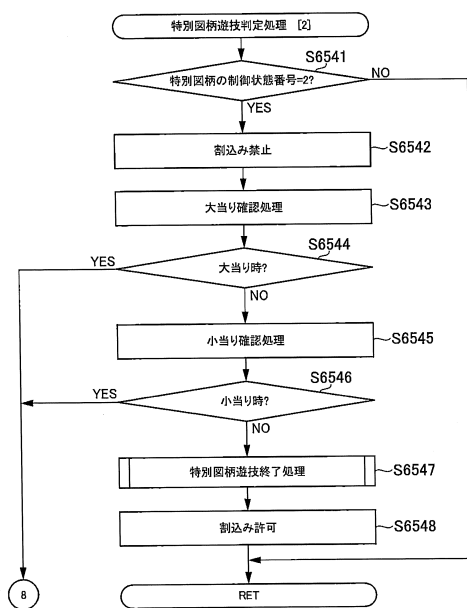 特別図柄遊技判定処理 [2]
S6541
特別図柄の制御状態番号=2?
NO
YES
割込み禁止
S6542
大当り確認処理
S6543
S6544
YES
大当り時?
NO
小当り確認処理
S6545
S6546
YES
小当り時?
NO
特別図柄遊技終了処理
S6547
割込み許可
S6548
8
RET